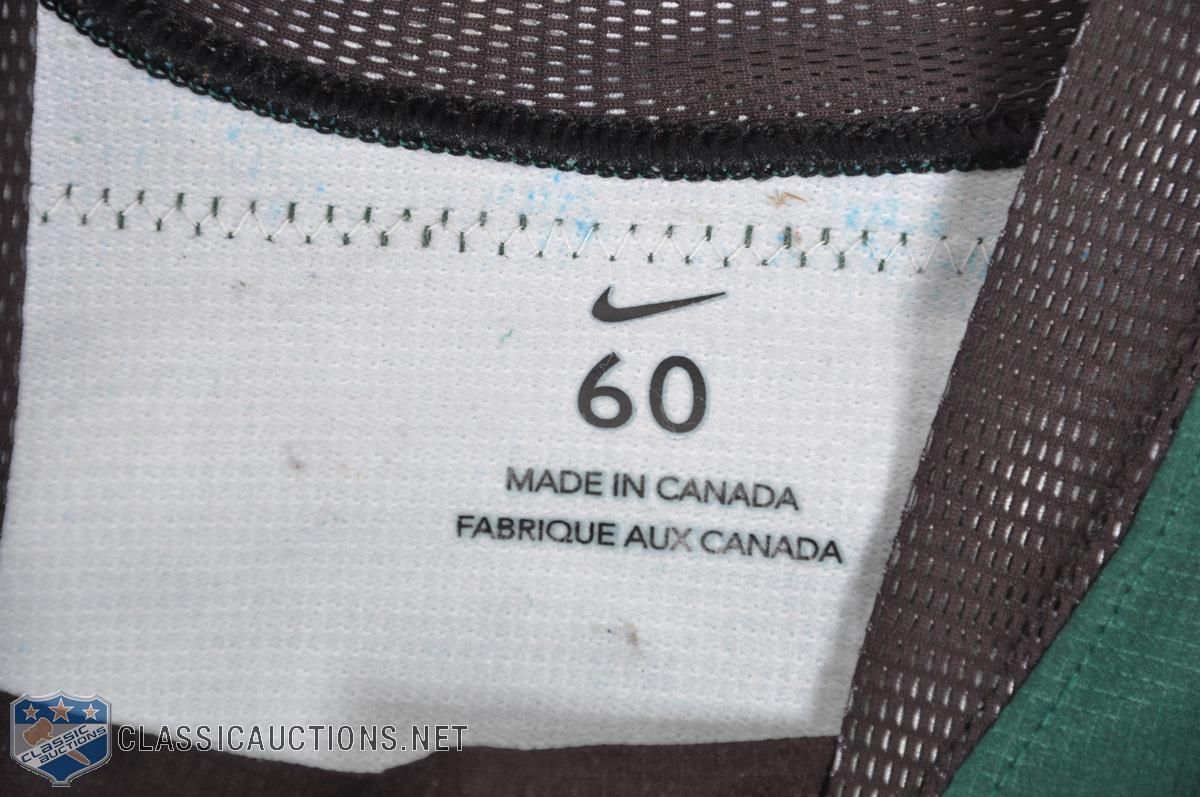 60
MADE IN CANADA
FABRIQUE AUX CANADA
CLASSIC AUCTIONS
CLASSICAUCTIONS.NET